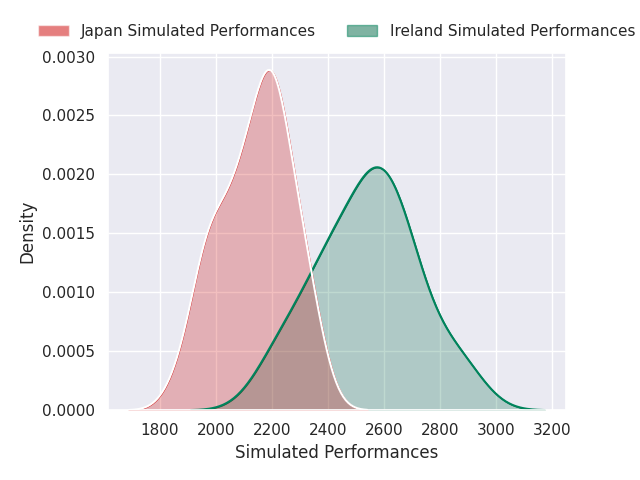 Japan Simulated Performances
Ireland Simulated Performances
0.0030
0.0025
0.0020
0.0015
0.0010
0.0005
0.0000
Density
1800 2000 2200 2400 2600 2800 3000 3200
Simulated Performances